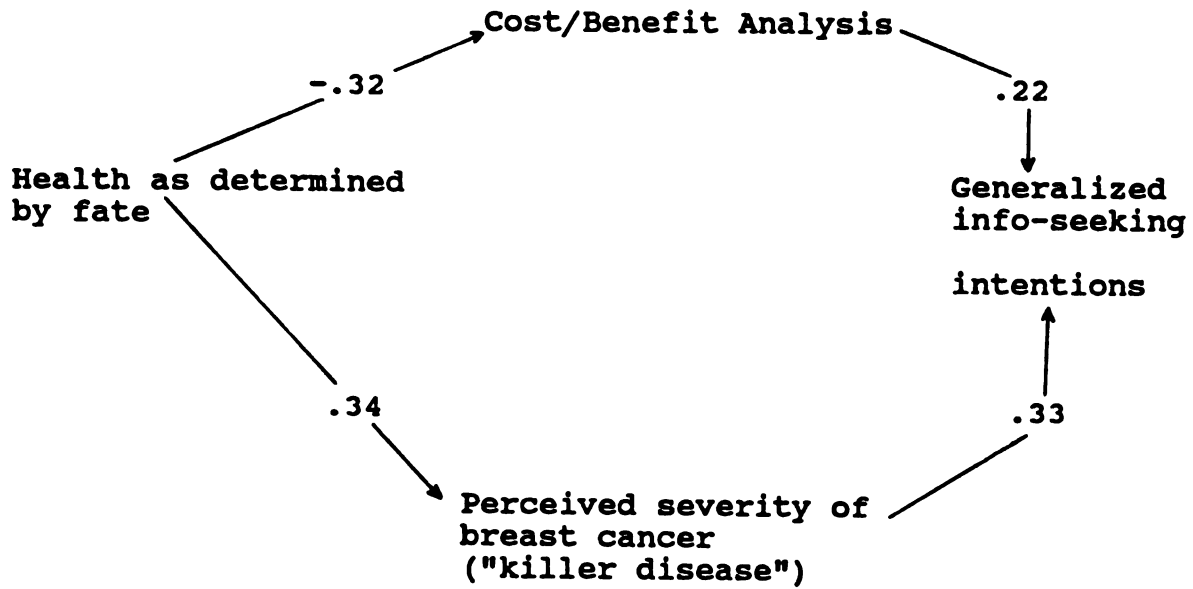 Cost/Benefit Analysis
-.32
.22
Health as determined
by fate
Generalized
info-seeking
intentions
.34
.33
Perceived severity of
breast cancer
("killer disease")